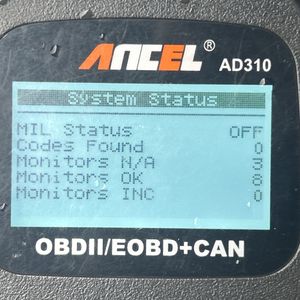 ANCEL®
AD310
System Status
MIL Status OFF
Codes Found 0
Monitors N/A 3
Monitors OK 8
Monitors INC 0
OBDII/EOBD+CAN